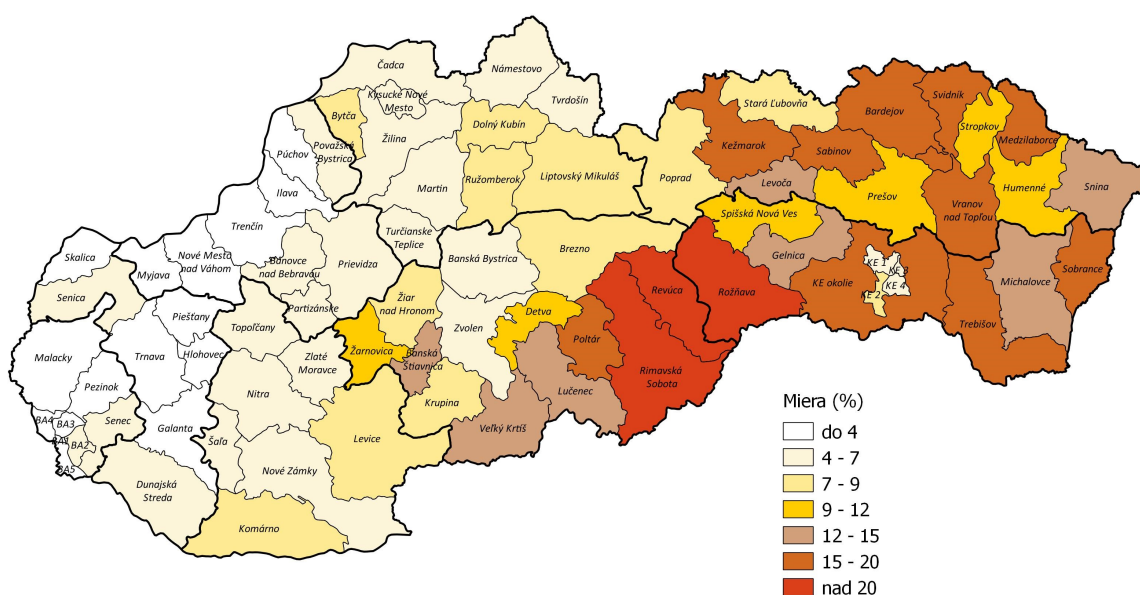 Čadca
Námestovo
Kysucké Nové
Mesto
Tvrdošín
Bytča
Dolný Kubín
Žilina
Púchov
Považská
Bystrica
Ilava
Martin
Ružomberok
Liptovský Mikuláš
Poprad
Stará Ľubovňa
Kežmarok
Levoča
Sabinov
Bardejov
Svidník
Stropkov
Medzilaborce
Prešov
Vranov
nad Topľou
Humenné
Snina
Trenčín
Turčianske
Teplice
Skalica
Myjava
Nové Mesto
nad Váhom
Bánovce
nad Bebravou
Prievidza
Banská Bystrica
Brezno
Spišská Nová Ves
Gelnica
KE okolie
KE 1
KE 3
KE 4
KE 2
Michalovce
Sobrance
Trebišov
Senica
Piešťany
Partizánske
Topoľčany
Žiar
nad Hronom
Zvolen
Detva
Revúca
Rožňava
Malacky
Trnava
Hlohovec
Zlaté
Moravce
Žarnovica
Banská
Štiavnica
Poltár
Rimavská
Sobota
Pezinok
Nitra
Krupina
Lučenec
Veľký Krtíš
BA4
BA3
BA1
BA2
BA5
Senec
Galanta
Šaľa
Levice
Dunajská
Streda
Nové Zámky
Komárno
Miera (%)
do 4
4 - 7
7 - 9
9 - 12
12 - 15
15 - 20
nad 20